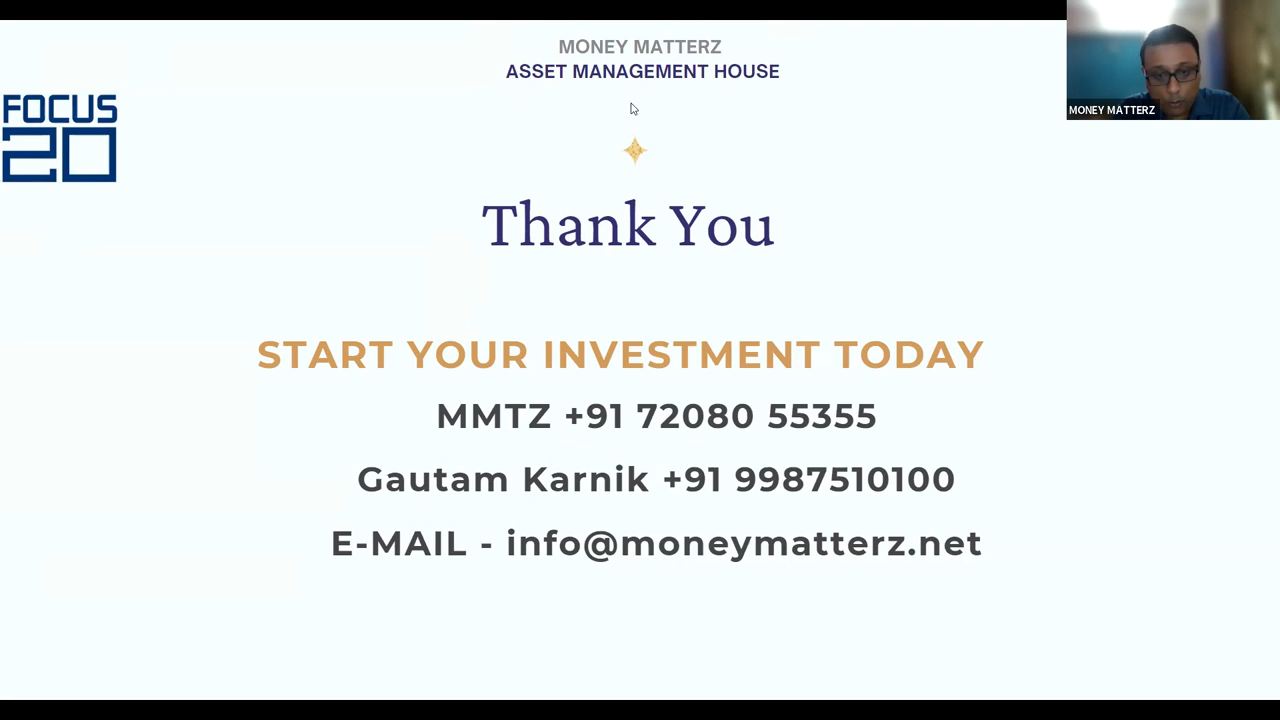 MONEY MATTERZ
ASSET MANAGEMENT HOUSE
MONEY MATTERZ
FOCUS
20
Thank You
START YOUR INVESTMENT TODAY
MMTZ +91 72080 55355
Gautam Karnik +91 9987510100
E-MAIL - info@moneymatterz.net